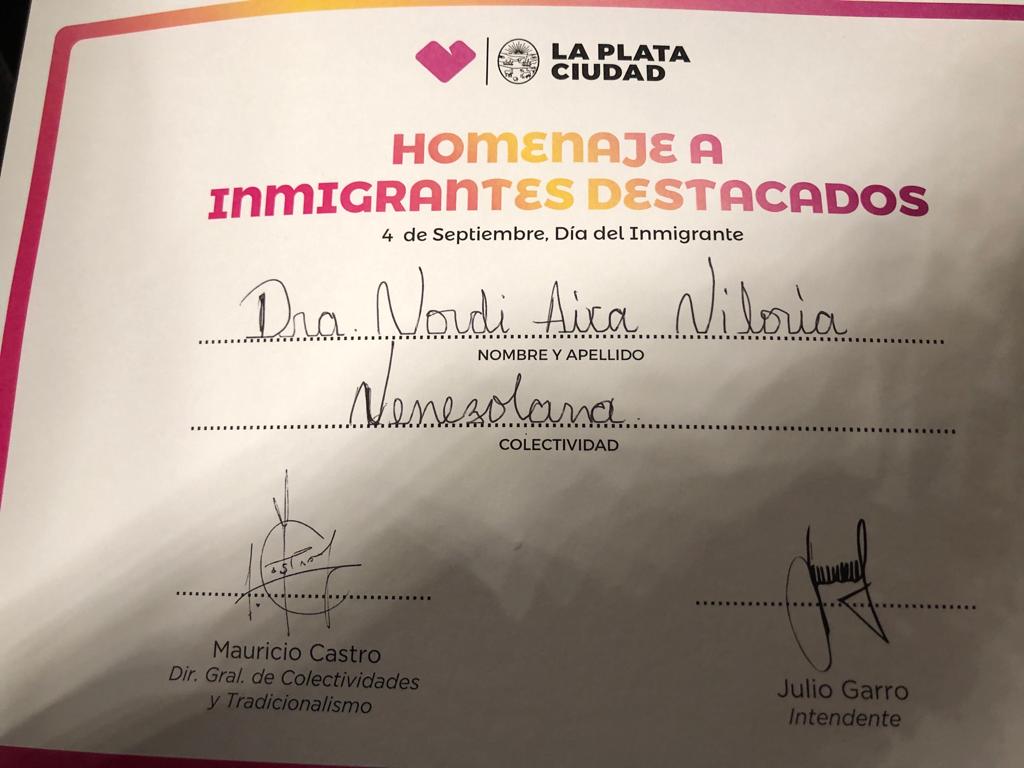 LA PLATA
CIUDAD
HOMENAJE A
INMIGRANTES DESTACADOS
4 de Septiembre, Día del Inmigrante
Dra. Nordi Aira Viloria
NOMBRE Y APELLIDO
Venezolana.
COLECTIVIDAD
Mauricio Castro
Dir. Gral. de Colectividades
y Tradicionalismo
Julio Garro
Intendente